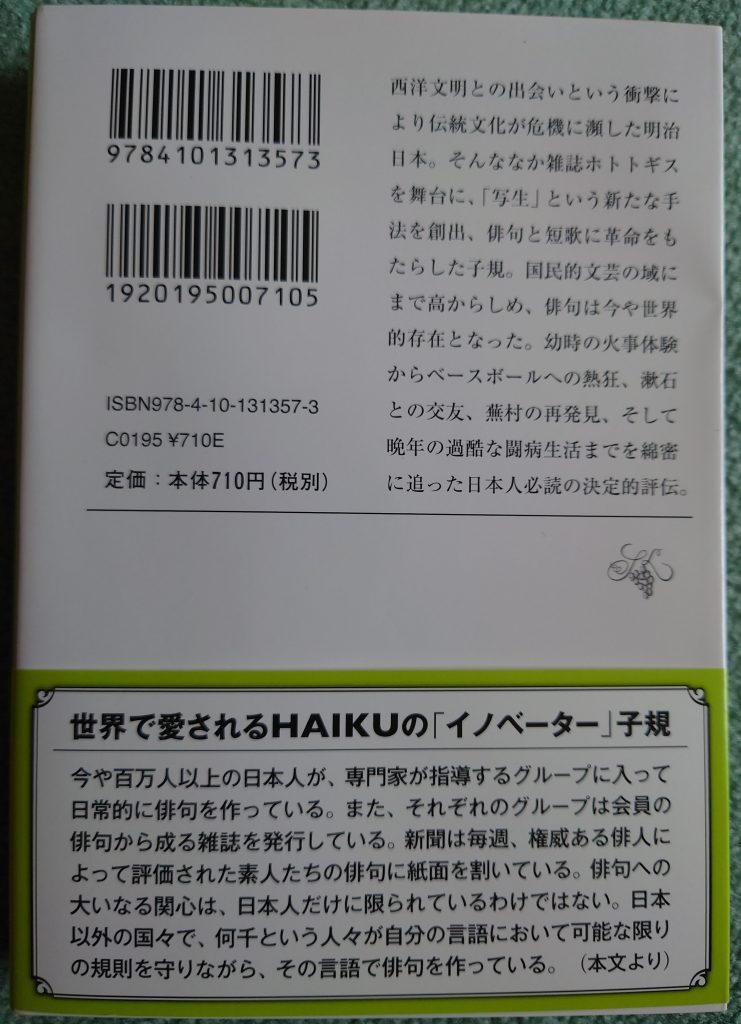 9784101313573
1920195007105
ISBN978-4-10-131357-3
C0195 ¥710E
定価：本体710円（税別）
西洋文明との出会いという衝撃に
より伝統文化が危機に瀕した明治
日本。そんななか雑誌ホトトギス
を舞台に、「写生」という新たな手
法を創出、俳句と短歌に革命をも
たらした子規。国民的文芸の域に
まで高からしめ、俳句は今や世界
的存在となった。幼時の火事体験
からベースボールへの熱狂、漱石
との交友、蕪村の再発見、そして
晩年の過酷な闘病生活までを綿密
に追った日本人必読の決定的評伝。
世界で愛されるHAIKUの「イノベーター」子規
今や百万人以上の日本人が、専門家が指導するグループに入って
日常的に俳句を作っている。また、それぞれのグループは会員の
俳句から成る雑誌を発行している。新聞は毎週、権威ある俳人に
よって評価された素人たちの俳句に紙面を割いている。俳句への
大いなる関心は、日本人だけに限られているわけではない。日本
以外の国々で、何千という人々が自分の言語において可能な限り
の規則を守りながら、その言語で俳句を作っている。（本文より）